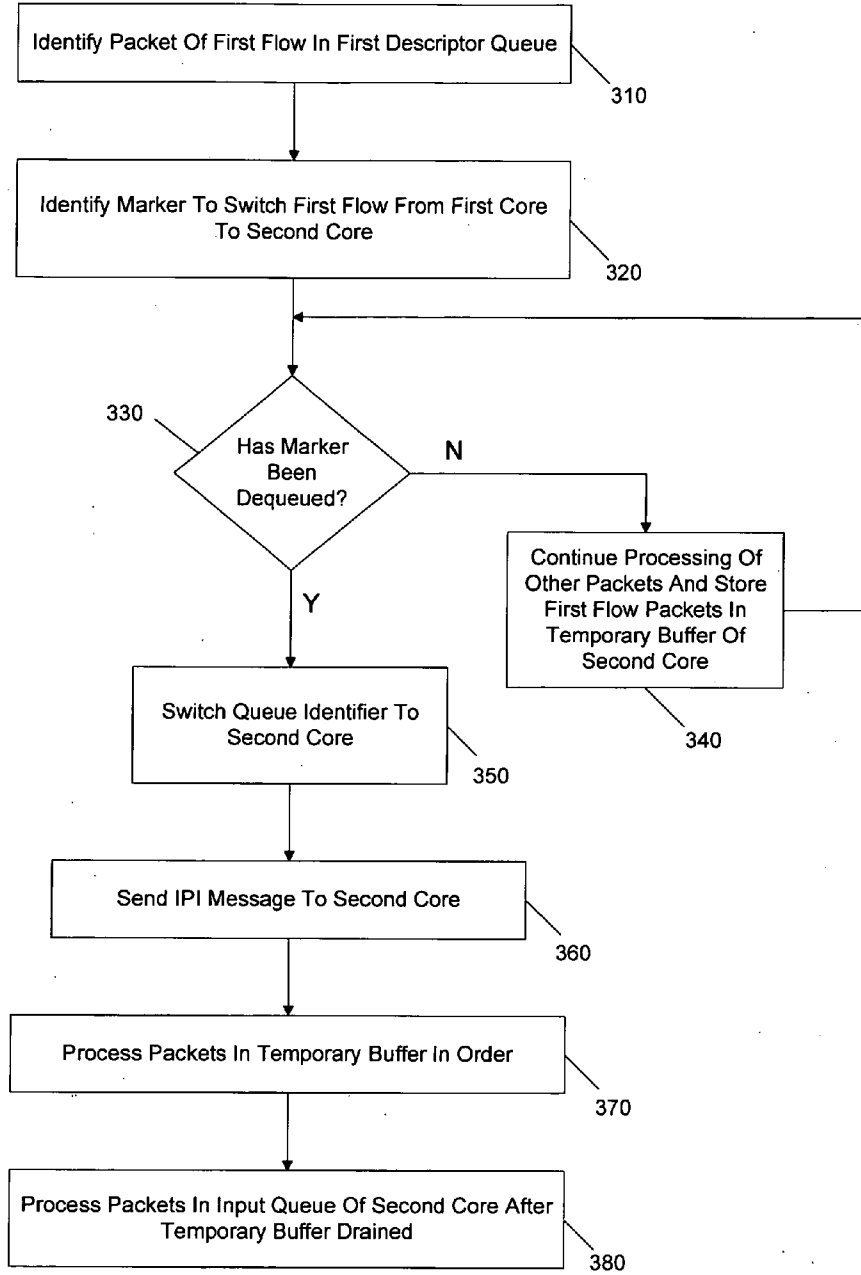 Identify Packet Of First Flow In First Descriptor Queue
310
Identify Marker To Switch First Flow From First Core
To Second Core
320
330
Has Marker
Been
Dequeued?
N
Y
Continue Processing Of
Other Packets And Store
First Flow Packets In
Temporary Buffer Of
Second Core
340
Switch Queue Identifier To
Second Core
350
Send IPI Message To Second Core
360
Process Packets In Temporary Buffer In Order
370
Process Packets In Input Queue Of Second Core After
Temporary Buffer Drained
380